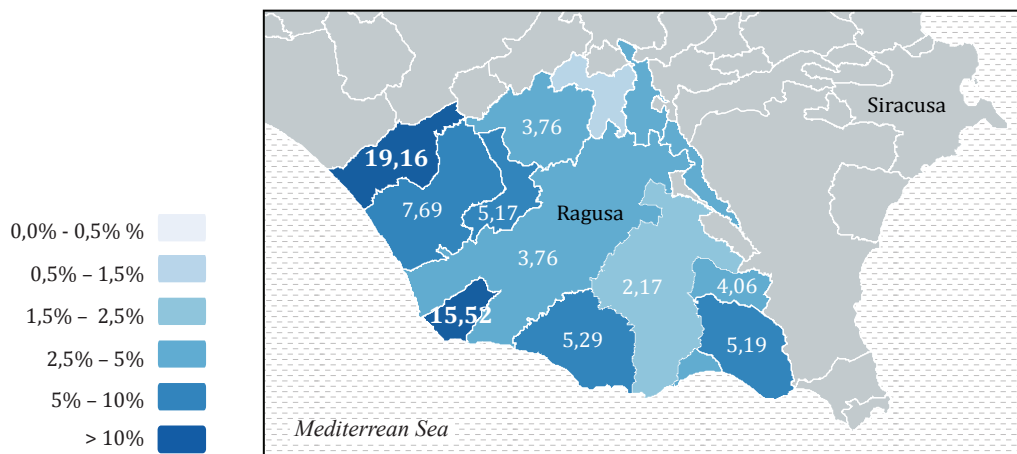 Siracusa
3,76
19,16
7,69
5,17
Ragusa
0,0% - 0,5% %
0,5% – 1,5%
3,76
2,17
4,06
1,5% – 2,5%
15,52
5,29
5,19
2,5% – 5%
5% – 10%
> 10%
Mediterrean Sea